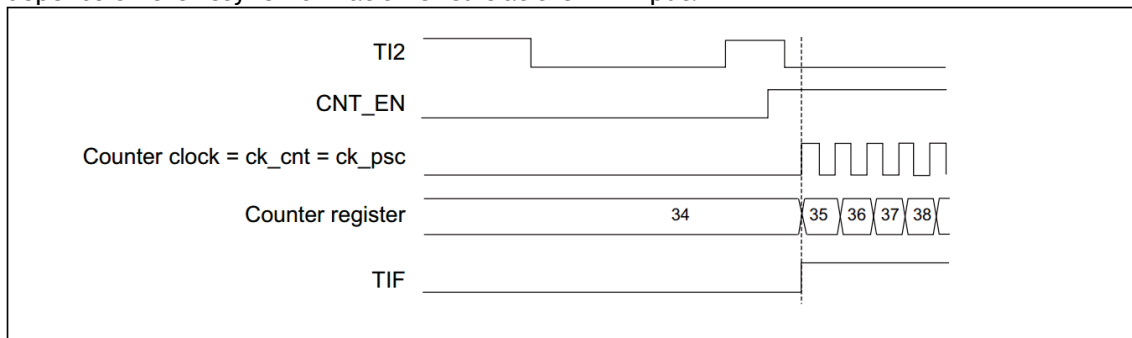 TI2
CNT_EN
Counter clock = ck_cnt = ck_psc
Counter register
34
35 36 37 38
TIF